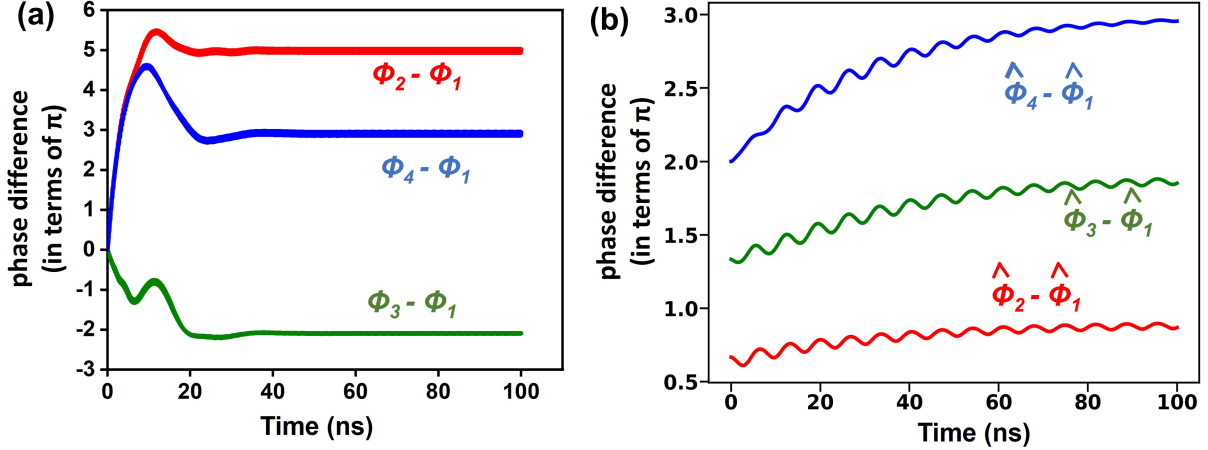 (a)
phase difference
(in terms of π)
6
5
4
3
2
1
0
-1
-2
-3
Φ2 - Φ1
Φ4 - Φ1
Φ3 - Φ1
0
20
40
60
80
100
Time (ns)
(b)
phase difference
(in terms of π)
3.0
2.5
2.0
1.5
1.0
0.5
Φ̂4 - Φ̂1
Φ̂3 - Φ̂1
Φ̂2 - Φ̂1
0
20
40
60
80
100
Time (ns)